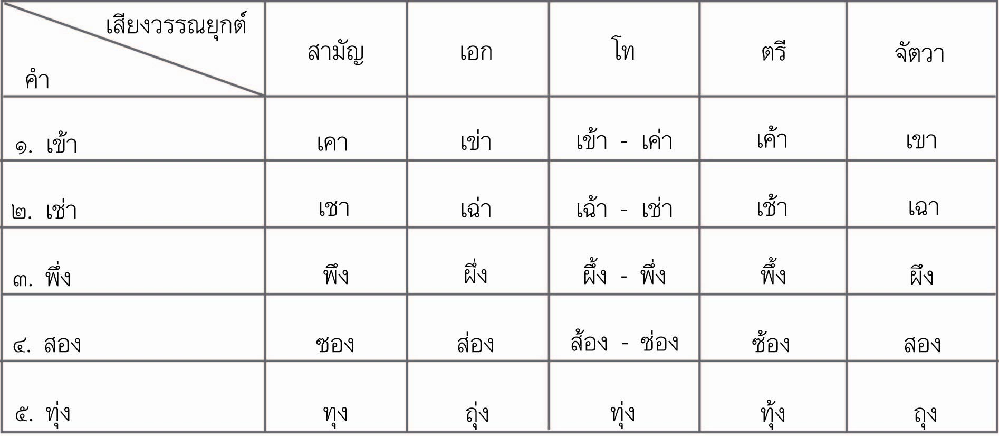 เสียงวรรณยุกต์
คำ
สามัญ เอก โท ตรี จัตวา
๑. เข้า เคา เข่า เข้า - เค่า เค้า เขา
๒. เช่า เชา เฉ่า เฉ้า - เช่า เช้า เฉา
๓. พึ่ง พึง ผึ่ง ผึ้ง - พึ่ง พึ้ง ผึง
๔. สอง ซอง ส่อง ส้อง - ซ่อง ซ้อง สอง
๕. ทุ่ง ทุง ถุ่ง ทุ่ง ทุ้ง ถุง